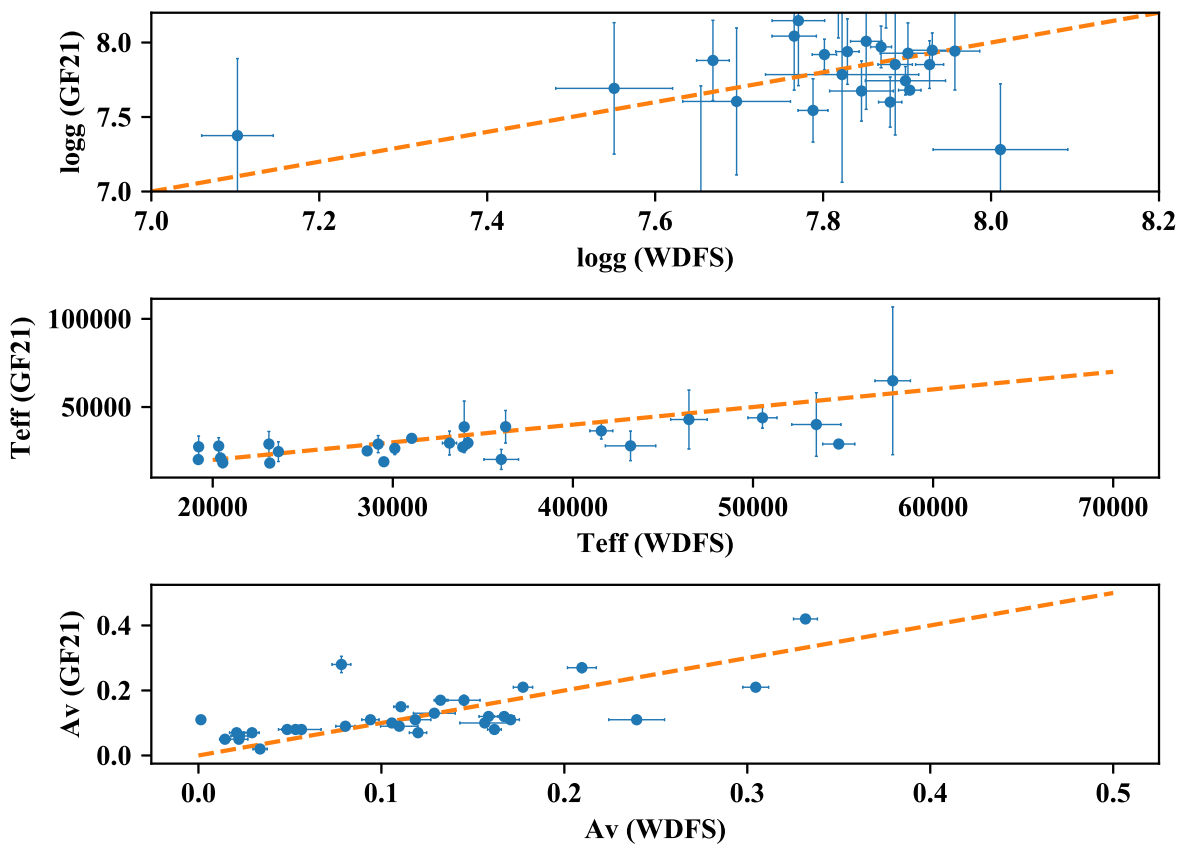 logg (GF21)
8.0
7.5
7.0
7.0 7.2 7.4 7.6 7.8 8.0 8.2
logg (WDFS)
Teff (GF21)
100000
50000
20000 30000 40000 50000 60000 70000
Teff (WDFS)
Av (GF21)
0.4
0.2
0.0
0.0 0.1 0.2 0.3 0.4 0.5
Av (WDFS)